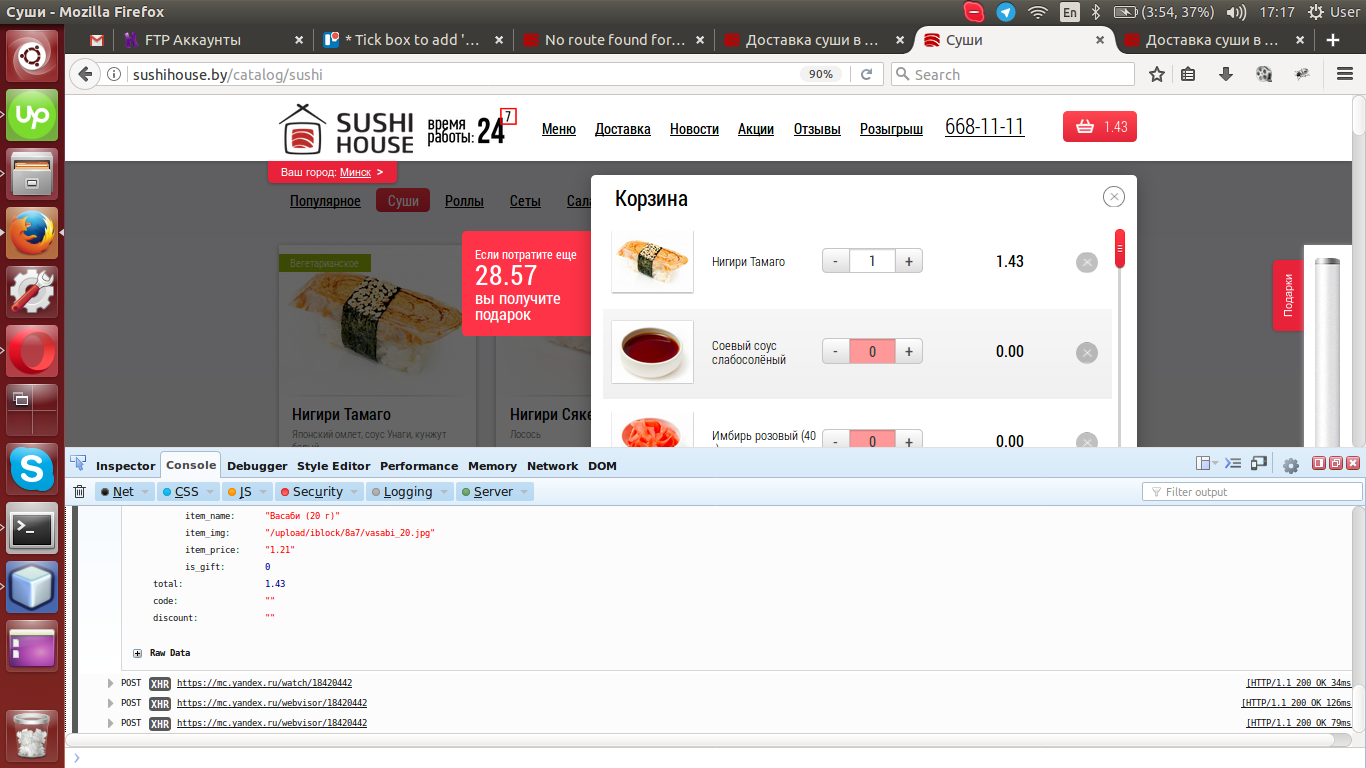 Суши - Mozilla Firefox
En
(3:54, 37%)
17:17
User
FTP Аккаунты
* Tick box to add '...
No route found for...
Доставка суши в ...
Суши
Доставка суши в ...
sushihouse.by/catalog/sushi
90%
Search
SUSHI
HOUSE
время
работы: 24
7
Меню
Доставка
Новости
Акции
Отзывы
Розыгрыш
668-11-11
1.43
Ваш город: Минск >
Популярное
Суши
Роллы
Сеты
Корзина
Вегетарианское
Если потратите еще
28.57
вы получите
подарок
Нигири Тамаго
- 1 +
1.43
Соевый соус
слабосолёный
- 0 +
0.00
Имбирь розовый (40
- 0 +
0.00
Подарки
Нигири Тамаго
Японский омлет, соус Унаги, кунжут
белый
Нигири Сяке
Лосось
Inspector
Console
Debugger
Style Editor
Performance
Memory
Network
DOM
Net
CSS
JS
Security
Logging
Server
Filter output
item_name: "Васаби (20 г)"
item_img: "/upload/iblock/8a7/vasabi_20.jpg"
item_price: "1.21"
is_gift: 0
total: 1.43
code: ""
discount: ""
Raw Data
POST XHR https://mc.yandex.ru/watch/18420442 [HTTP/1.1 200 OK 34ms
POST XHR https://mc.yandex.ru/webvisor/18420442 [HTTP/1.1 200 OK 126ms
POST XHR https://mc.yandex.ru/webvisor/18420442 [HTTP/1.1 200 OK 79ms